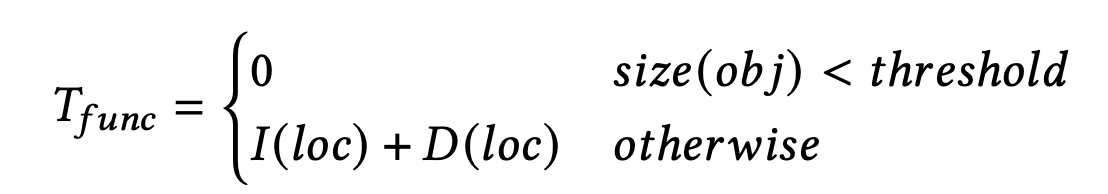 T_func = { 0 size(obj) < threshold
I(loc) + D(loc) otherwise